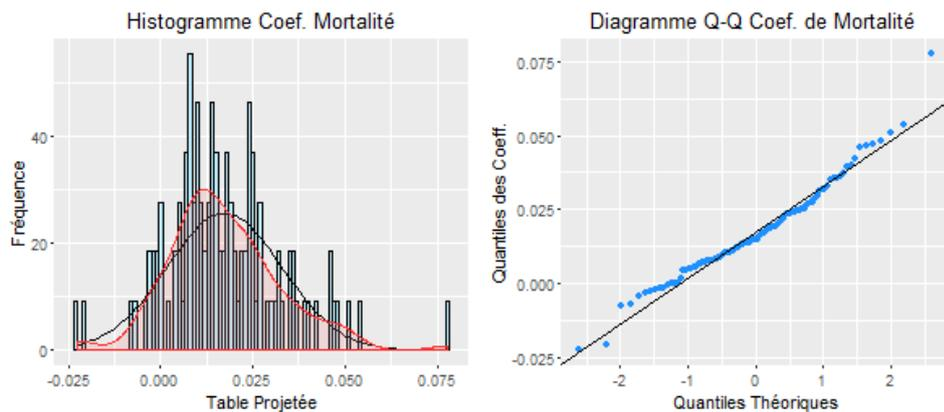 Histogramme Coef. Mortalité
Fréquence
40
20
0
-0.025 0.000 0.025 0.050 0.075
Table Projetée
Diagramme Q-Q Coef. de Mortalité
Quantiles des Coeff.
0.075
0.050
0.025
0.000
-0.025
-2 -1 0 1 2
Quantiles Théoriques